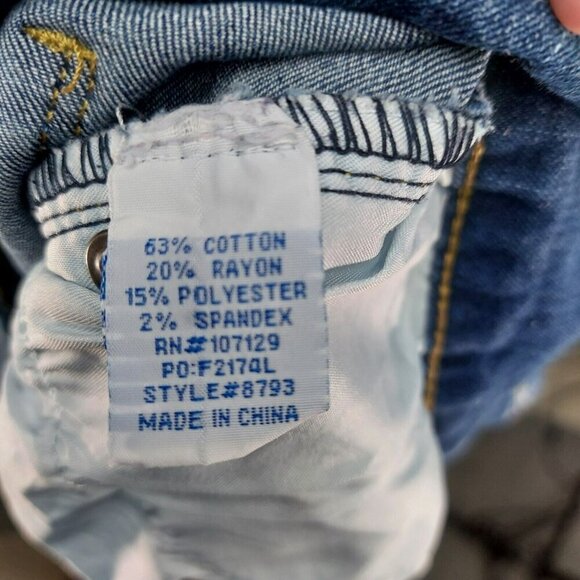 63% COTTON
20% RAYON
15% POLYESTER
2% SPANDEX
RN#107129
PO:F2174L
STYLE#8793
MADE IN CHINA